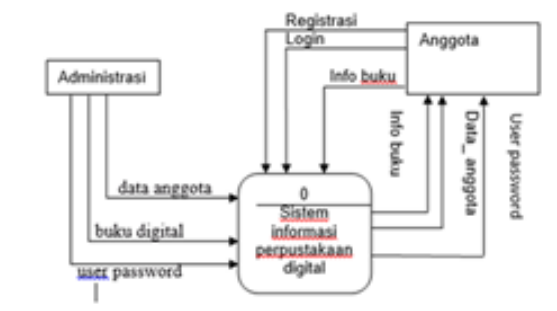 Registrasi
Login
Anggota
Administrasi
Info buku
Info buku
Data_ anggota
User password
data anggota
buku digital
user password
0
Sistem
informasi
perpustakaan
digital